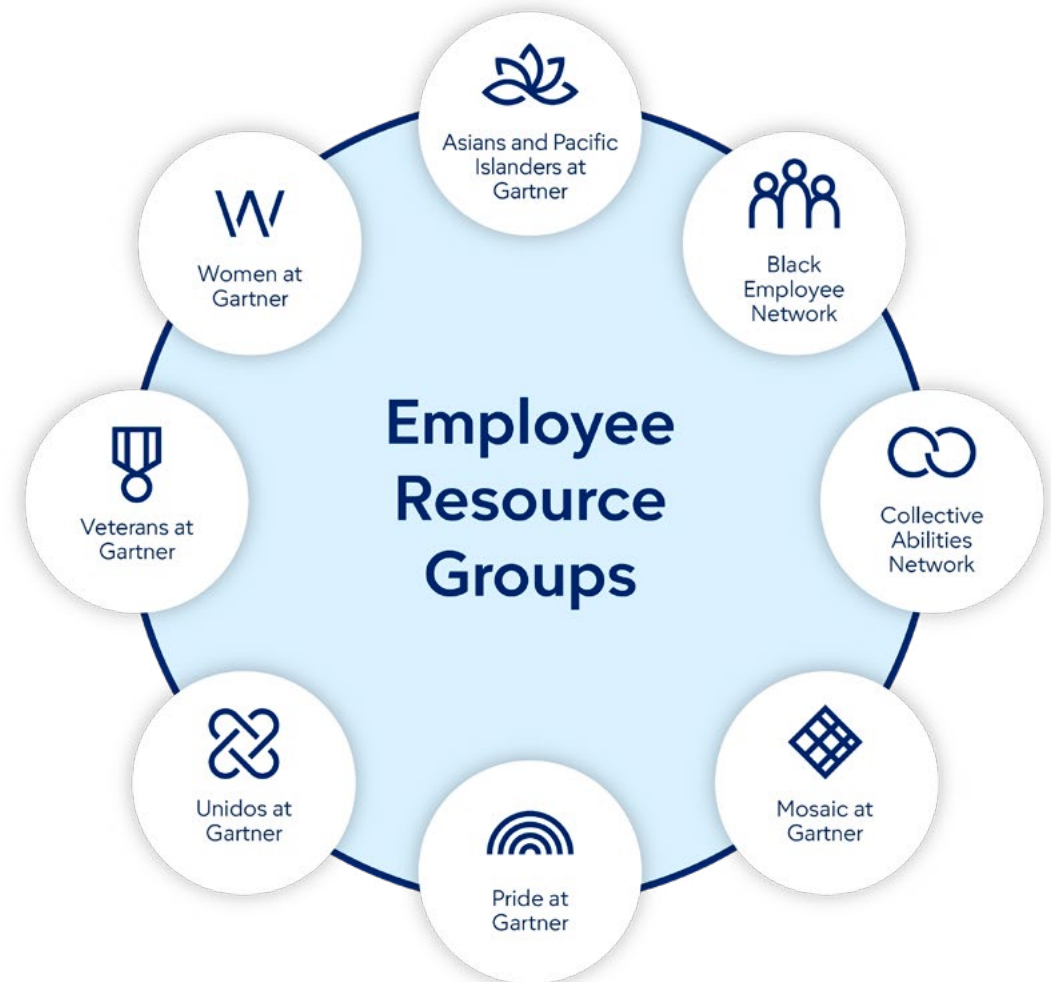 Asians and Pacific
Islanders at
Gartner
Black
Employee
Network
Collective
Abilities
Network
Mosaic at
Gartner
Pride at
Gartner
Unidos at
Gartner
Veterans at
Gartner
Women at
Gartner
Employee
Resource
Groups